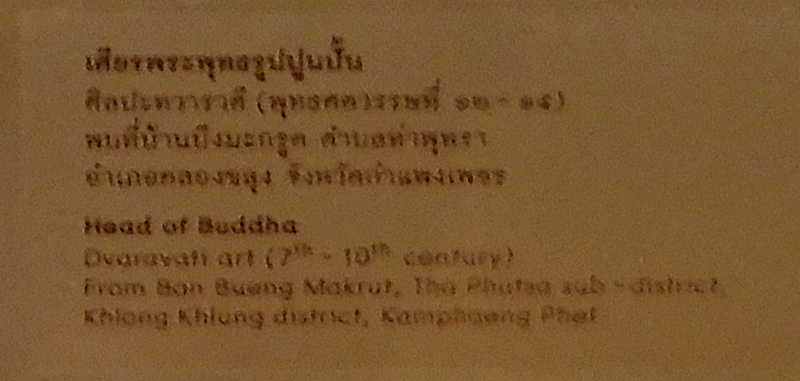 เศียรพระพุทธรูปปูนปั้น
ศิลปะทวารวดี (พุทธศตวรรษที่ ๑๒ - ๑๕)
พบที่บ้านบึงมะกรูด ตำบลท่าพุทรา
อำเภอคลองขลุง จังหวัดกำแพงเพชร
Head of Buddha
Dvaravati art (7th - 10th century)
From Ban Bueng Makrut, Tha Phutsa sub - district,
Khlong Khlung district, Kamphaeng Phet